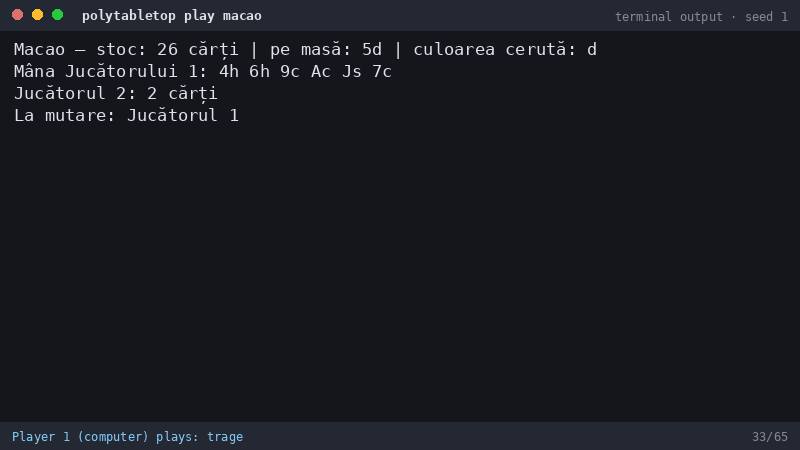 polytabletop play macao
terminal output · seed 1
Macao — stoc: 26 cărți | pe masă: 5d | culoarea cerută: d
Mâna Jucătorului 1: 4h 6h 9c Ac Js 7c
Jucătorul 2: 2 cărți
La mutare: Jucătorul 1
Player 1 (computer) plays: trage
33/65